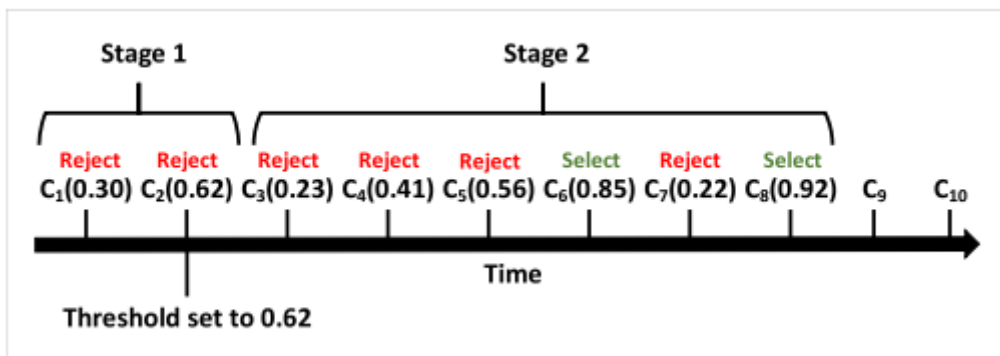 Stage 1 Stage 2
Reject Reject Reject Reject Reject Select Reject Select
C₁(0.30) C₂(0.62) C₃(0.23) C₄(0.41) C₅(0.56) C₆(0.85) C₇(0.22) C₈(0.92) C₉ C₁₀
Time
Threshold set to 0.62